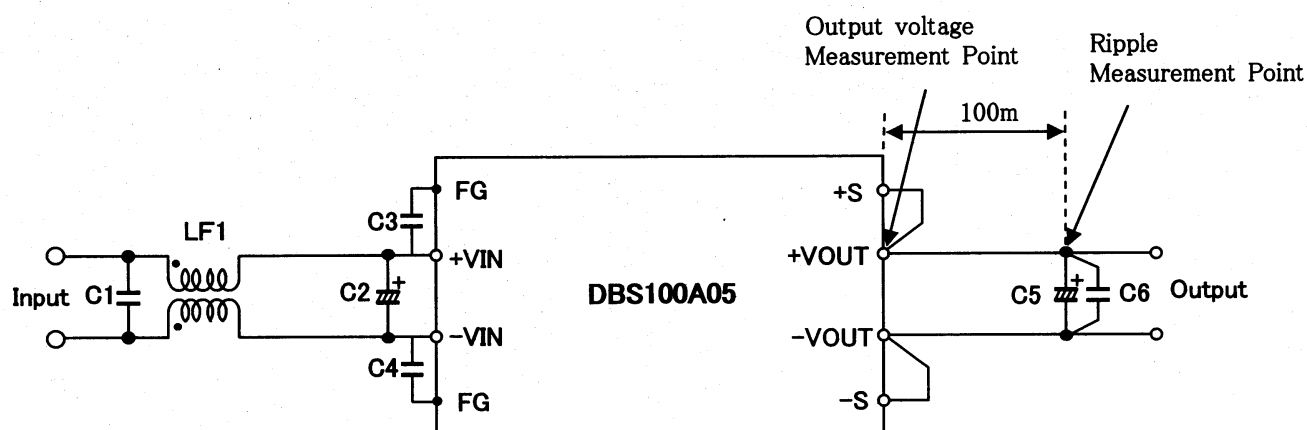 Output voltage
Measurement Point
Ripple
Measurement Point
100m
FG
+S
C3
LF1
+VIN
+VOUT
Input
C1
C2
+
DBS100A05
C5
+
C6
Output
-VIN
-VOUT
C4
FG
-S